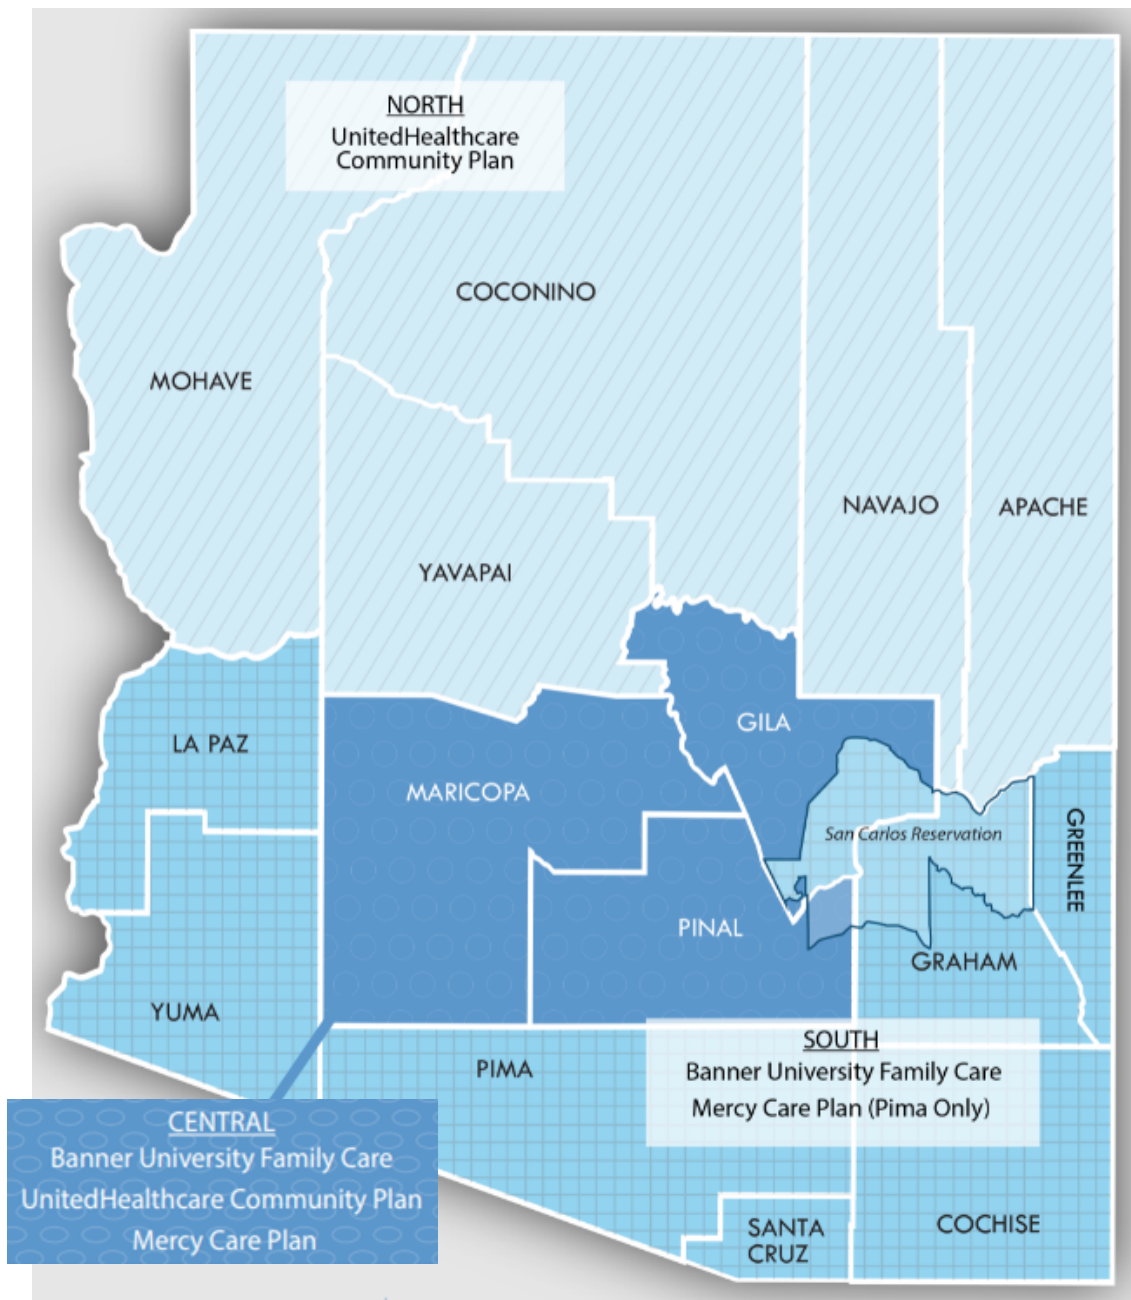 NORTH
UnitedHealthcare
Community Plan
COCONINO
MOHAVE
NAVAJO
APACHE
YAVAPAI
GILA
LA PAZ
MARICOPA
San Carlos Reservation
GREENLEE
PINAL
GRAHAM
YUMA
SOUTH
Banner University Family Care
Mercy Care Plan (Pima Only)
PIMA
CENTRAL
Banner University Family Care
UnitedHealthcare Community Plan
Mercy Care Plan
SANTA
CRUZ
COCHISE